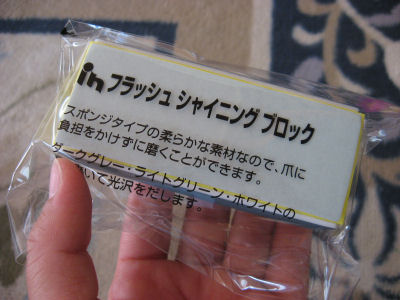 in フラッシュ シャイニング ブロック
スポンジタイプの柔らかな素材なので、爪に
負担をかけずに磨くことができます。
ダークグレー・ライトグリーン・ホワイトの
いて光沢をだします。